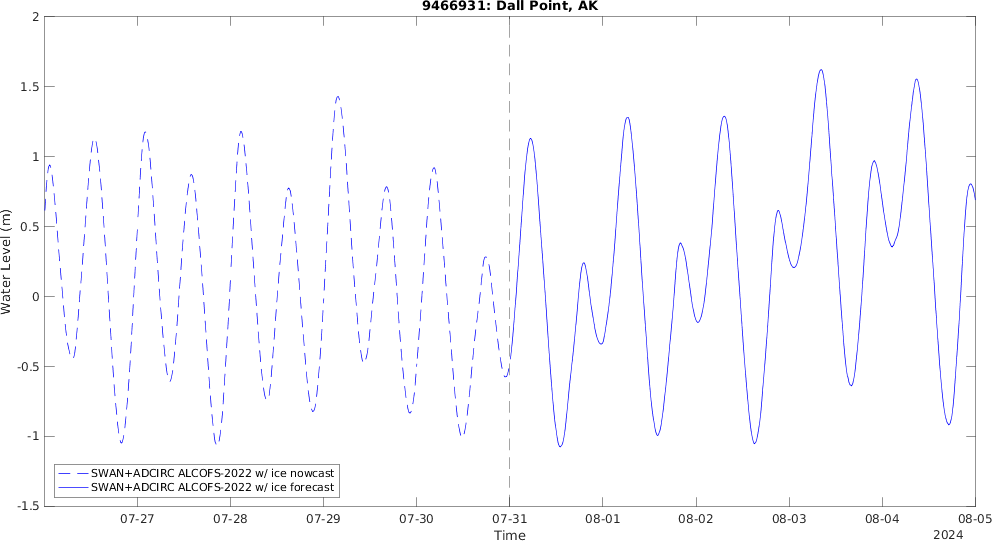 9466931: Dall Point, AK
2
1.5
1
0.5
0
-0.5
-1
-1.5
Water Level (m)
SWAN+ADCIRC ALCOFS-2022 w/ ice nowcast
SWAN+ADCIRC ALCOFS-2022 w/ ice forecast
07-27 07-28 07-29 07-30 07-31 08-01 08-02 08-03 08-04 08-05
Time
2024